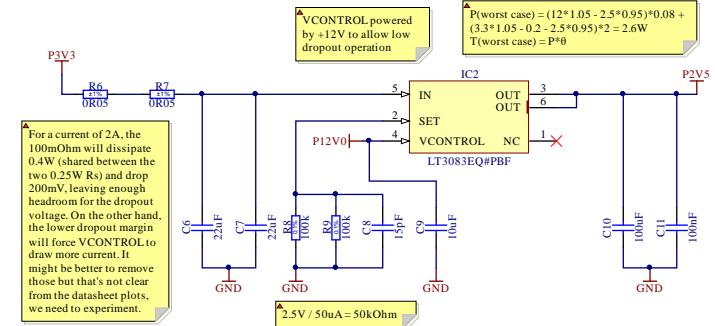 VCONTROL powered
by +12V to allow low
dropout operation
P(worst case) = (12*1.05 - 2.5*0.95)*0.08 +
(3.3*1.05 - 0.2 - 2.5*0.95)*2 = 2.6W
T(worst case) = P*θ
P3V3
R6
±1%
0R05
R7
±1%
0R05
IC2
5
IN
2
SET
4
VCONTROL
OUT
3
OUT
6
NC
1
LT3083EQ#PBF
P12V0
P2V5
For a current of 2A, the
100mOhm will dissipate
0.4W (shared between the
two 0.25W Rs) and drop
200mV, leaving enough
headroom for the dropout
voltage. On the other hand,
the lower dropout margin
will force VCONTROL to
draw more current. It
might be better to remove
those but that's not clear
from the datasheet plots,
we need to experiment.
C6
22uF
C7
22uF
R8
0.1%
100k
R9
0.1%
100k
C8
15pF
C9
10uF
C10
100uF
C11
100nF
GND
GND
GND
GND
2.5V / 50uA = 50kOhm